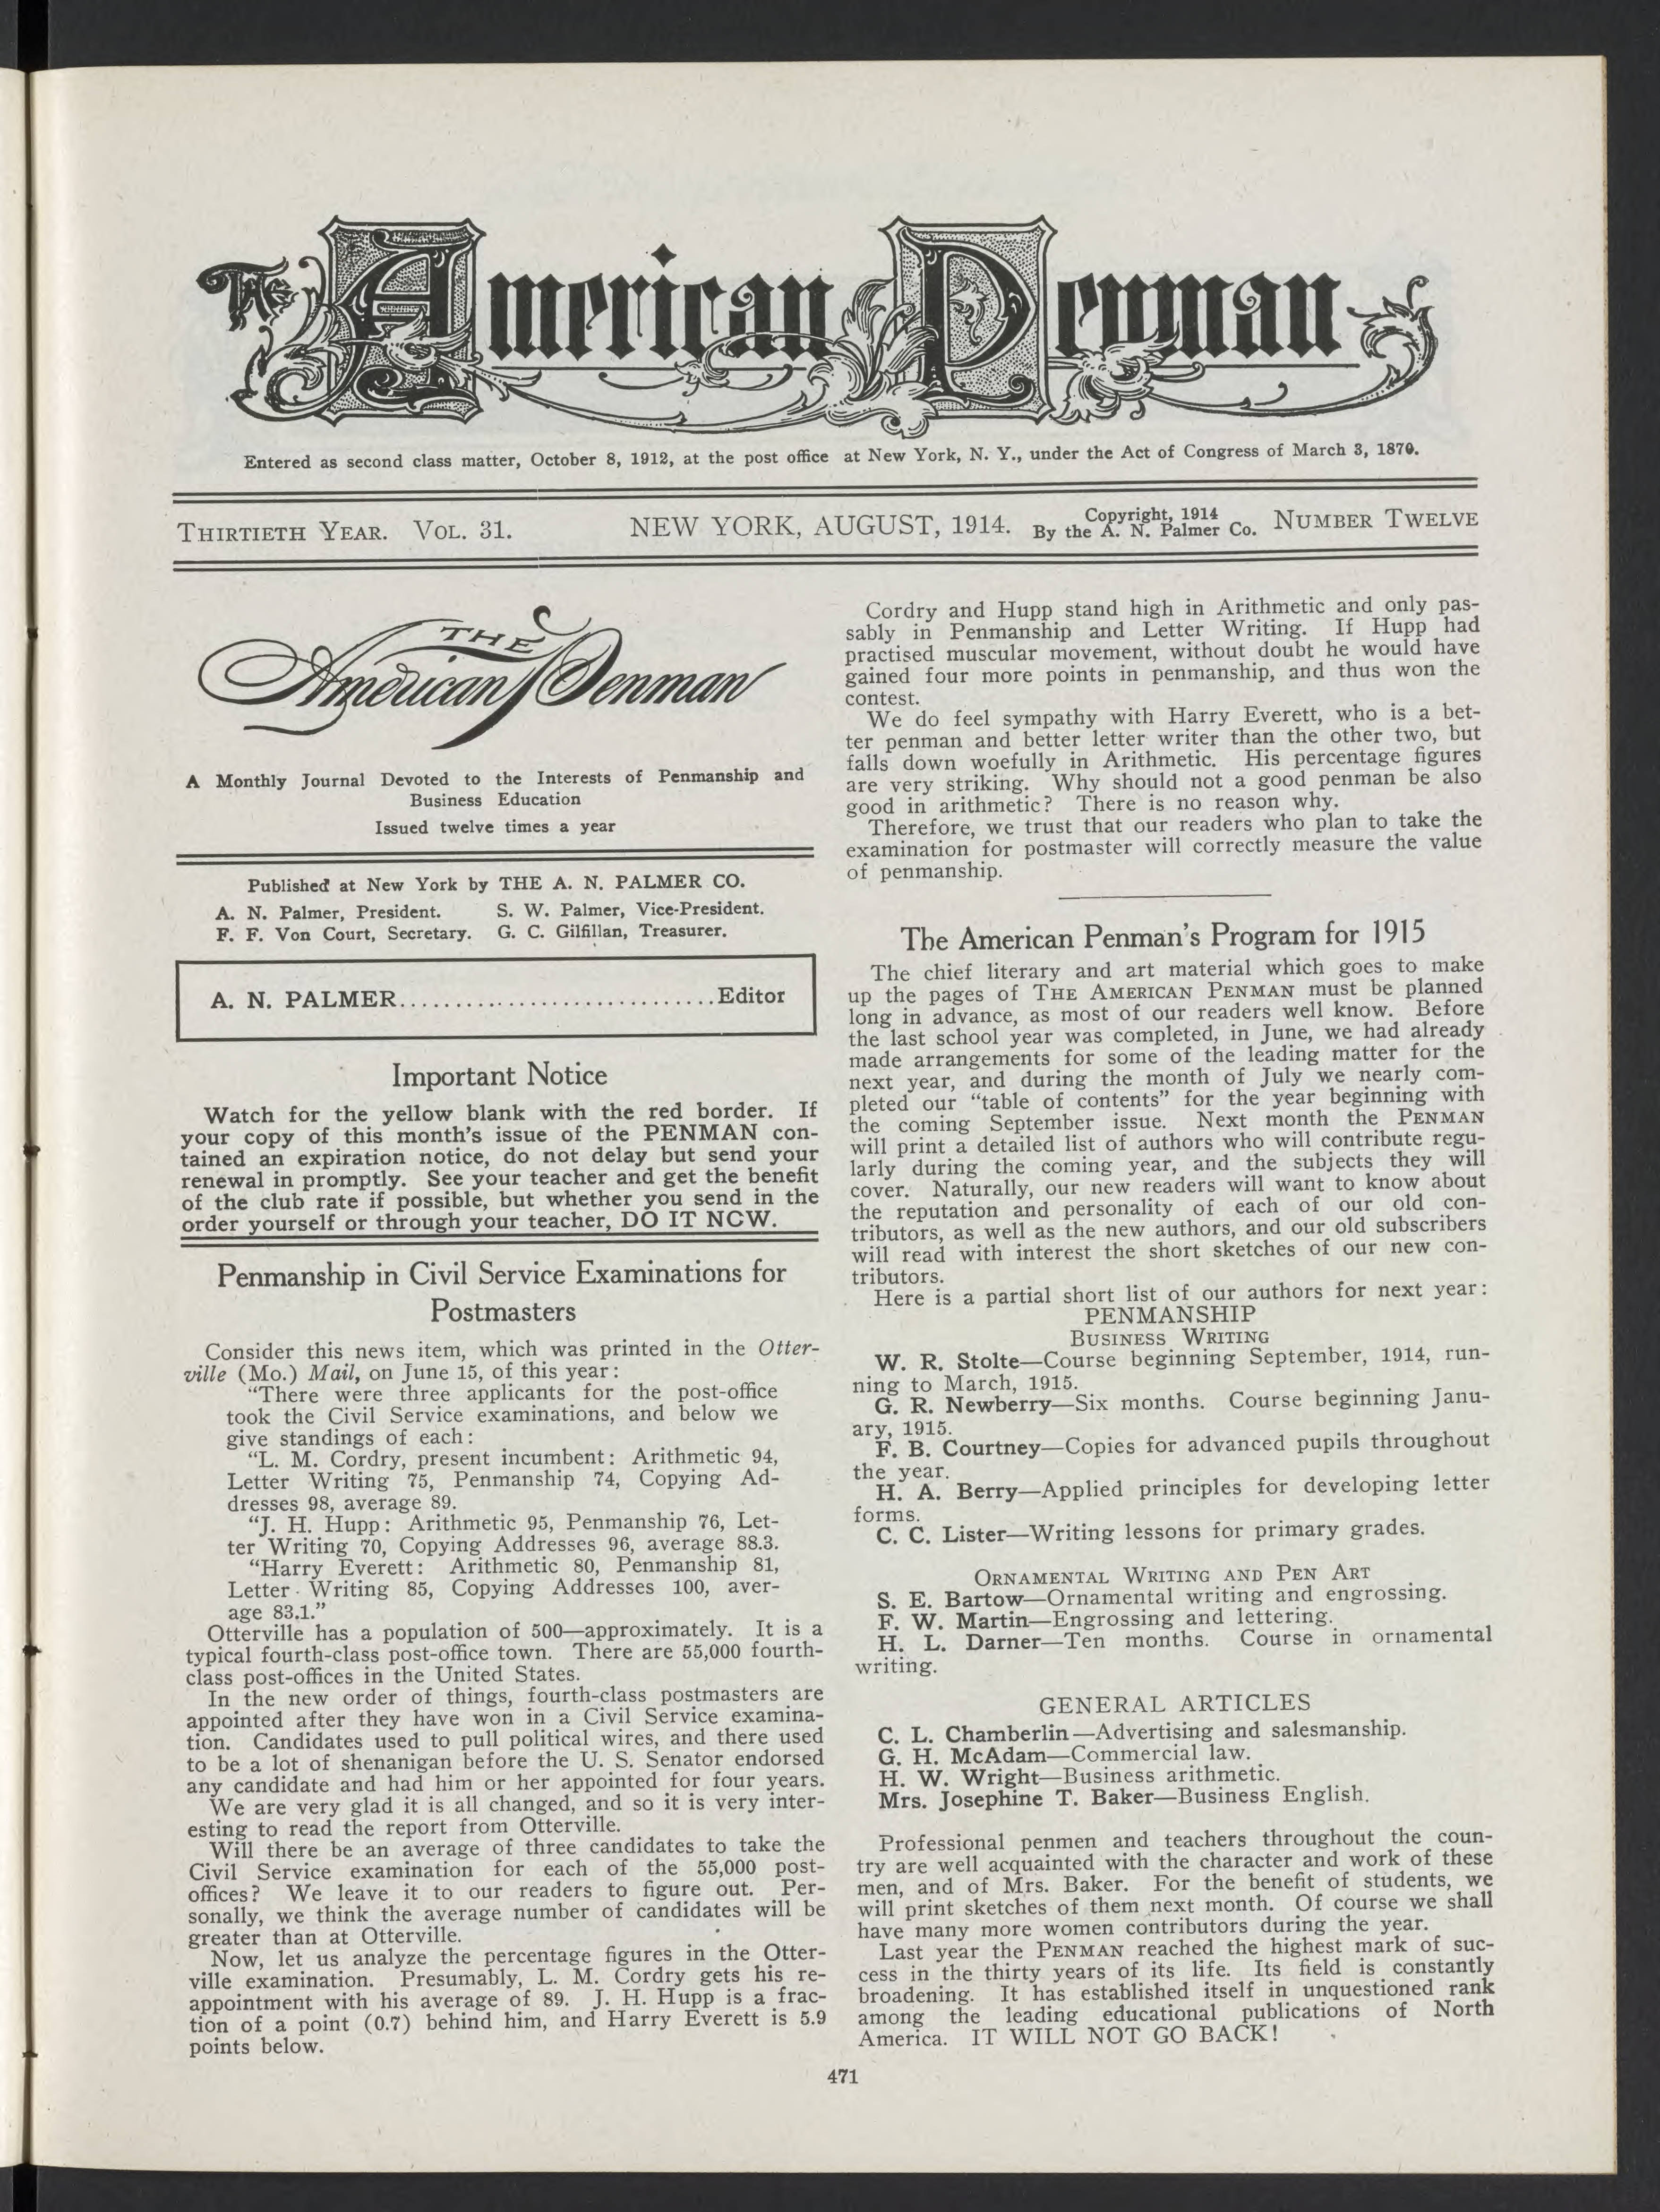 The American Penman
Entered as second class matter, October 8, 1912, at the post office at New York, N. Y., under the Act of Congress of March 3, 1870.
THIRTIETH YEAR. VOL. 31.
NEW YORK, AUGUST, 1914.
Copyright, 1914
By the A. N. Palmer Co.
NUMBER TWELVE
THE
American Penman
A Monthly Journal Devoted to the Interests of Penmanship and
Business Education
Issued twelve times a year
Published at New York by THE A. N. PALMER CO.
A. N. Palmer, President. S. W. Palmer, Vice-President.
F. F. Von Court, Secretary. G. C. Gilfillan, Treasurer.
A. N. PALMER..............................Editor
Important Notice
Watch for the yellow blank with the red border. If
your copy of this month's issue of the PENMAN con-
tained an expiration notice, do not delay but send your
renewal in promptly. See your teacher and get the benefit
of the club rate if possible, but whether you send in the
order yourself or through your teacher, DO IT NCW.
Penmanship in Civil Service Examinations for
Postmasters
Consider this news item, which was printed in the Otter-
ville (Mo.) Mail, on June 15, of this year:
"There were three applicants for the post-office
took the Civil Service examinations, and below we
give standings of each:
"L. M. Cordry, present incumbent: Arithmetic 94,
Letter Writing 75, Penmanship 74, Copying Ad-
dresses 98, average 89.
"J. H. Hupp: Arithmetic 95, Penmanship 76, Let-
ter Writing 70, Copying Addresses 96, average 88.3.
"Harry Everett: Arithmetic 80, Penmanship 81,
Letter Writing 85, Copying Addresses 100, aver-
age 83.1."
Otterville has a population of 500—approximately. It is a
typical fourth-class post-office town. There are 55,000 fourth-
class post-offices in the United States.
In the new order of things, fourth-class postmasters are
appointed after they have won in a Civil Service examina-
tion. Candidates used to pull political wires, and there used
to be a lot of shenanigan before the U. S. Senator endorsed
any candidate and had him or her appointed for four years.
We are very glad it is all changed, and so it is very inter-
esting to read the report from Otterville.
Will there be an average of three candidates to take the
Civil Service examination for each of the 55,000 post-
offices? We leave it to our readers to figure out. Per-
sonally, we think the average number of candidates will be
greater than at Otterville.
Now, let us analyze the percentage figures in the Otter-
ville examination. Presumably, L. M. Cordry gets his re-
appointment with his average of 89. J. H. Hupp is a frac-
tion of a point (0.7) behind him, and Harry Everett is 5.9
points below.
Cordry and Hupp stand high in Arithmetic and only pas-
sably in Penmanship and Letter Writing. If Hupp had
practised muscular movement, without doubt he would have
gained four more points in penmanship, and thus won the
contest.
We do feel sympathy with Harry Everett, who is a bet-
ter penman and better letter writer than the other two, but
falls down woefully in Arithmetic. His percentage figures
are very striking. Why should not a good penman be also
good in arithmetic? There is no reason why.
Therefore, we trust that our readers who plan to take the
examination for postmaster will correctly measure the value
of penmanship.
The American Penman's Program for 1915
The chief literary and art material which goes to make
up the pages of THE AMERICAN PENMAN must be planned
long in advance, as most of our readers well know. Before
the last school year was completed, in June, we had already
made arrangements for some of the leading matter for the
next year, and during the month of July we nearly com-
pleted our "table of contents" for the year beginning with
the coming September issue. Next month the PENMAN
will print a detailed list of authors who will contribute regu-
larly during the coming year, and the subjects they will
cover. Naturally, our new readers will want to know about
the reputation and personality of each of our old con-
tributors, as well as the new authors, and our old subscribers
will read with interest the short sketches of our new con-
tributors.
Here is a partial short list of our authors for next year:
PENMANSHIP
BUSINESS WRITING
W. R. Stolte—Course beginning September, 1914, run-
ning to March, 1915.
G. R. Newberry—Six months. Course beginning Janu-
ary, 1915.
F. B. Courtney—Copies for advanced pupils throughout
the year.
H. A. Berry—Applied principles for developing letter
forms.
C. C. Lister—Writing lessons for primary grades.
ORNAMENTAL WRITING AND PEN ART
S. E. Bartow—Ornamental writing and engrossing.
F. W. Martin—Engrossing and lettering.
H. L. Darner—Ten months. Course in ornamental
writing.
GENERAL ARTICLES
C. L. Chamberlin—Advertising and salesmanship.
G. H. McAdam—Commercial law.
H. W. Wright—Business arithmetic.
Mrs. Josephine T. Baker—Business English.
Professional penmen and teachers throughout the coun-
try are well acquainted with the character and work of these
men, and of Mrs. Baker. For the benefit of students, we
will print sketches of them next month. Of course we shall
have many more women contributors during the year.
Last year the PENMAN reached the highest mark of suc-
cess in the thirty years of its life. Its field is constantly
broadening. It has established itself in unquestioned rank
among the leading educational publications of North
America. IT WILL NOT GO BACK!
471